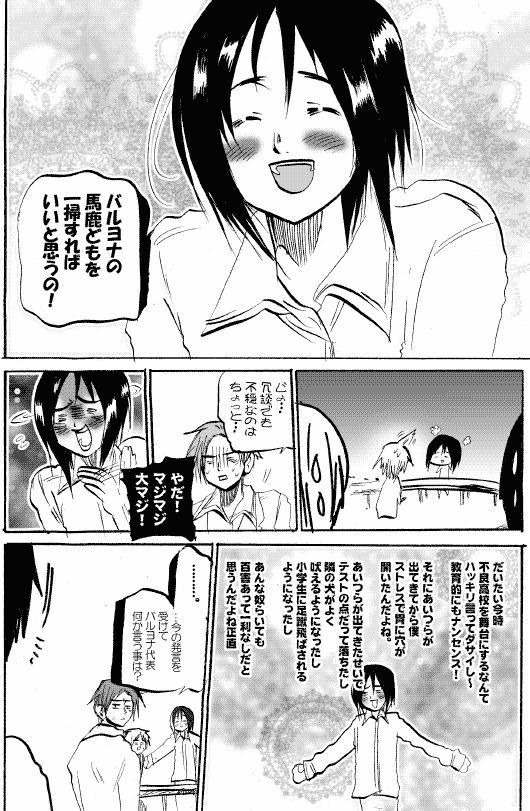 バルヨナの
馬鹿どもを
一掃すれば
いいと思うの！
じょ…
冗談でも
不穏なのは
ちょっと…
やだ！
マジマジ
大マジ！
だいたい今時
不良高校を舞台にするなんて
ハッキリ言ってダサイし～
教育的にもナンセンス！
それにあいつらが
出てきてから僕
ストレスで胃に穴が
開いたんだよね。
あいつらが出てきたせいで
テストの点だって落ちたし
隣の犬がよく
吠えるようになったし
小学生に足蹴飛ばされる
ようになったし
あんな奴らいても
百害あって一利なしだと
思うんだよね正直
…。
…今の発言を
受けて
バルヨナ代表
何か言う事は？